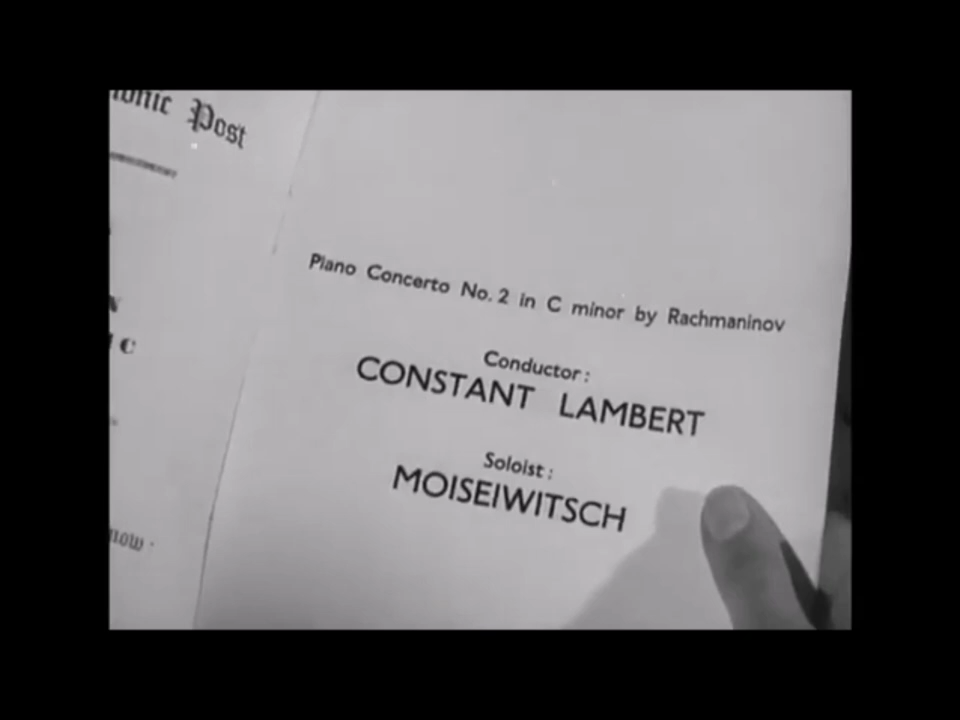 Post
Piano Concerto No. 2 in C minor by Rachmaninov
Conductor:
CONSTANT LAMBERT
Soloist:
MOISEIWITSCH